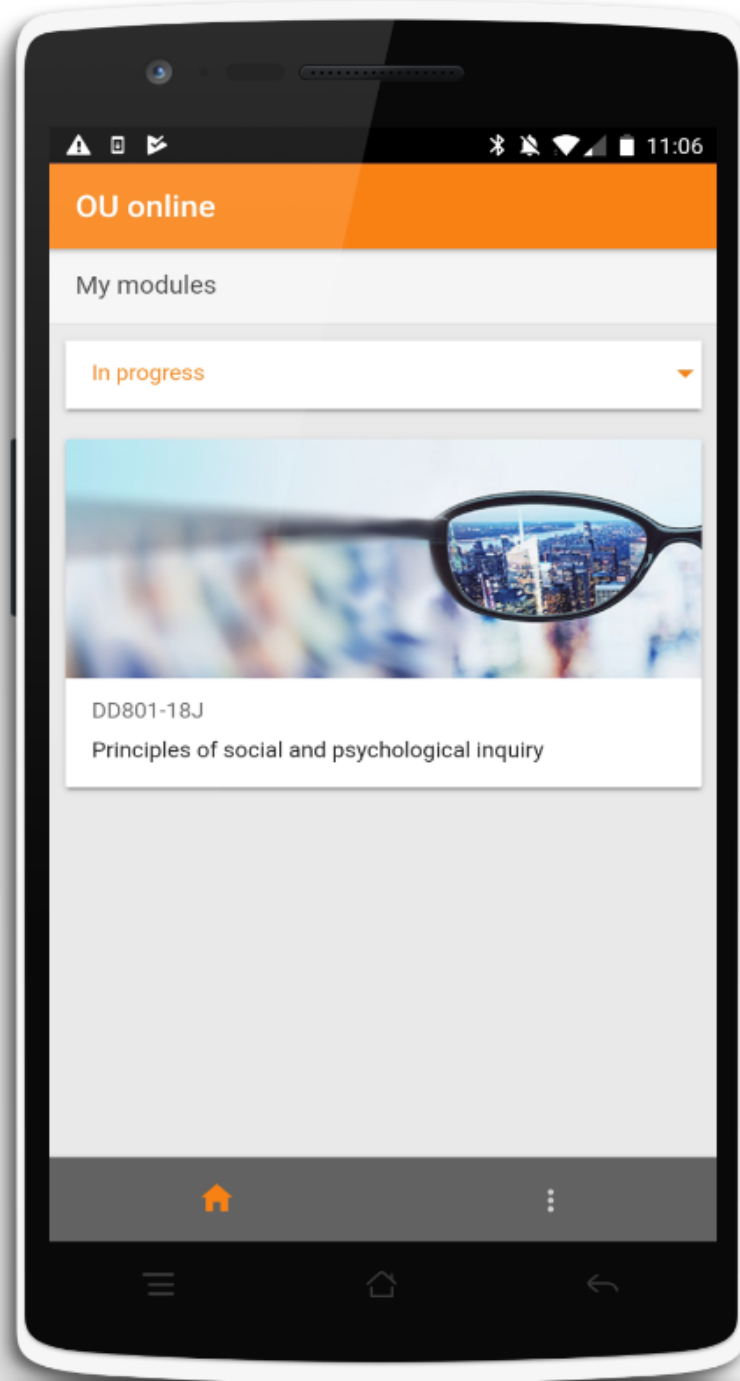 11:06
OU online
My modules
In progress
DD801-18J
Principles of social and psychological inquiry